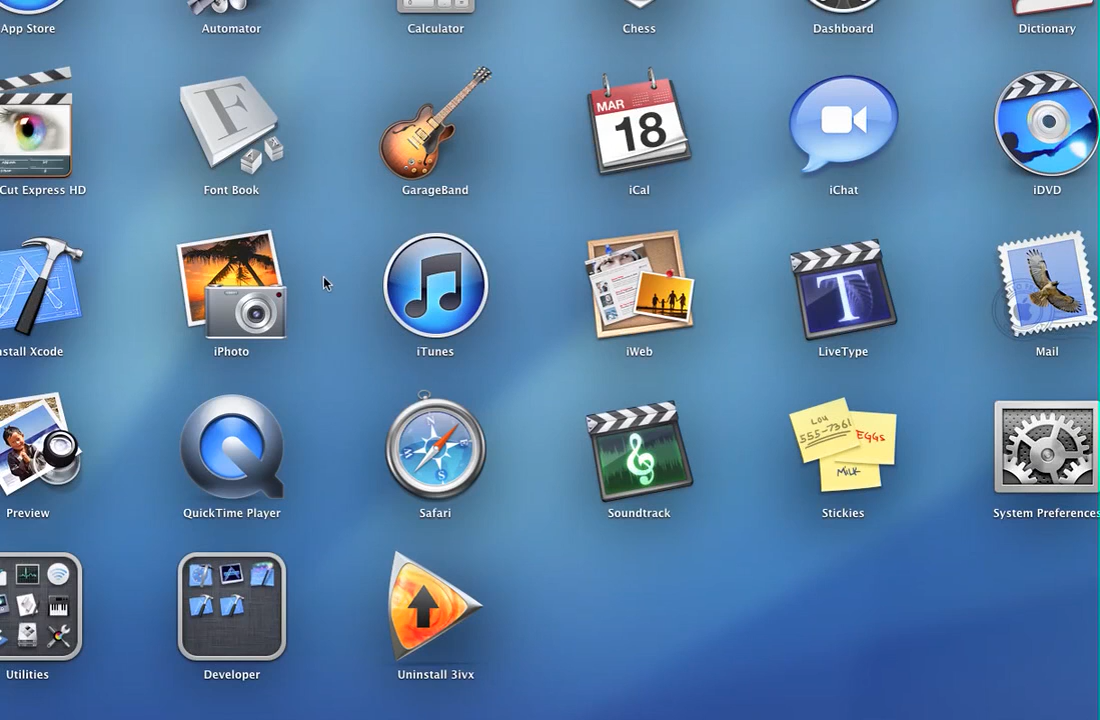 App Store
Automator
Calculator
Chess
Dashboard
Dictionary
Cut Express HD
Font Book
GarageBand
MAR
18
iCal
iChat
iDVD
nstall Xcode
iPhoto
iTunes
iWeb
T
LiveType
Mail
Preview
QuickTime Player
Safari
Soundtrack
LOU
555-7361
EGGS
MILK
Stickies
System Preferences
Utilities
Developer
Uninstall 3ivx